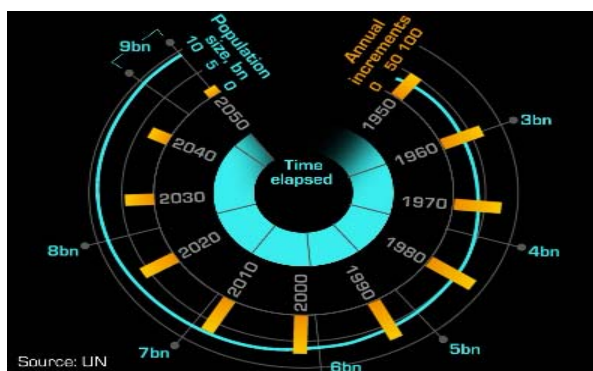 9bn
Population
size, bn
10 5 0
Annual
increments
0 50 100
2050
1950
2040
1960
3bn
Time
elapsed
2030
1970
8bn
2020
1980
4bn
2010
2000
1990
7bn
6bn
5bn
Source: UN